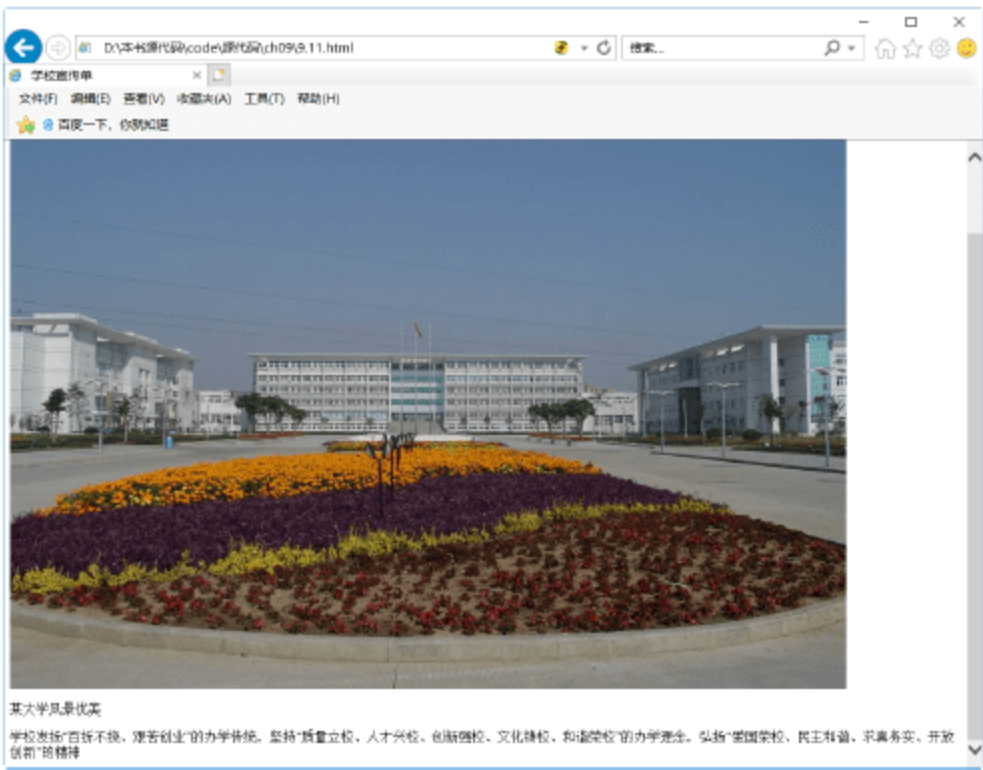 D:\本书源代码\code\源代码\ch09\9.11.html
搜索...
学校宣传单
文件(F) 编辑(E) 查看(V) 收藏夹(A) 工具(T) 帮助(H)
百度一下，你就知道
某大学风景优美
学校发扬“百折不挠、艰苦创业”的办学传统，坚持“质量立校、人才兴校、创新强校、文化铸校、和谐荣校”的办学理念。弘扬“爱国荣校、民主和谐、求真务实、开放
创新”的精神